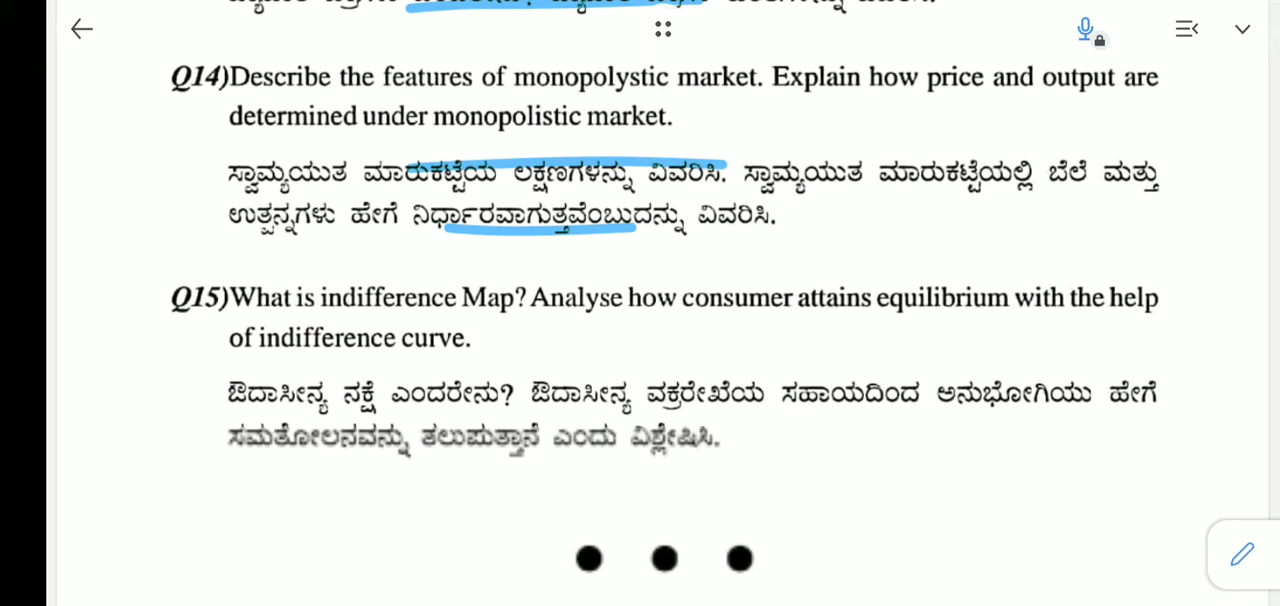 Q14)Describe the features of monopolystic market. Explain how price and output are
determined under monopolistic market.
ಸ್ವಾಮ್ಯಯುತ ಮಾರುಕಟ್ಟೆಯ ಲಕ್ಷಣಗಳನ್ನು ವಿವರಿಸಿ. ಸ್ವಾಮ್ಯಯುತ ಮಾರುಕಟ್ಟೆಯಲ್ಲಿ ಬೆಲೆ ಮತ್ತು
ಉತ್ಪನ್ನಗಳು ಹೇಗೆ ನಿರ್ಧಾರವಾಗುತ್ತವೆಂಬುದನ್ನು ವಿವರಿಸಿ.
Q15)What is indifference Map? Analyse how consumer attains equilibrium with the help
of indifference curve.
ಔದಾಸೀನ್ಯ ನಕ್ಷೆ ಎಂದರೇನು? ಔದಾಸೀನ್ಯ ವಕ್ರರೇಖೆಯ ಸಹಾಯದಿಂದ ಅನುಭೋಗಿಯು ಹೇಗೆ
ಸಮತೋಲನವನ್ನು ತಲುಪುತ್ತಾನೆ ಎಂದು ವಿಶ್ಲೇಷಿಸಿ.